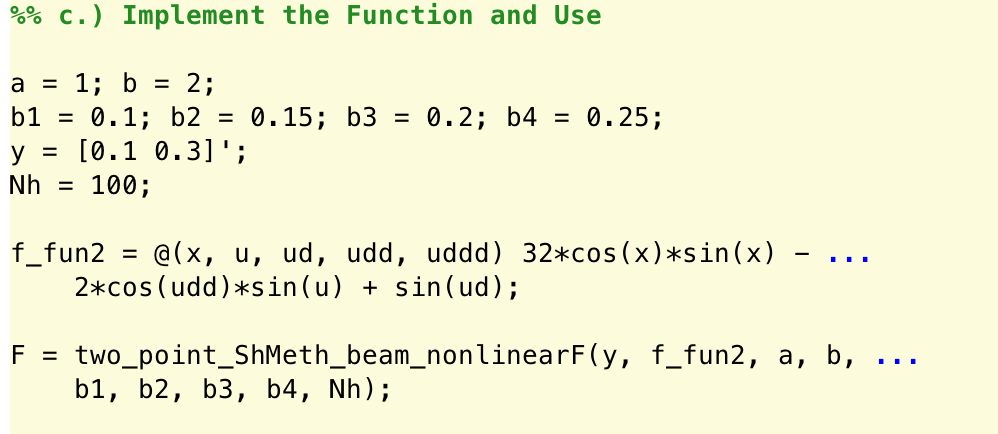 %% c.) Implement the Function and Use
a = 1; b = 2;
b1 = 0.1; b2 = 0.15; b3 = 0.2; b4 = 0.25;
y = [0.1 0.3]';
Nh = 100;
f_fun2 = @(x, u, ud, udd, uddd) 32*cos(x)*sin(x) - ...
2*cos(udd)*sin(u) + sin(ud);
F = two_point_ShMeth_beam_nonlinearF(y, f_fun2, a, b, ...
b1, b2, b3, b4, Nh);